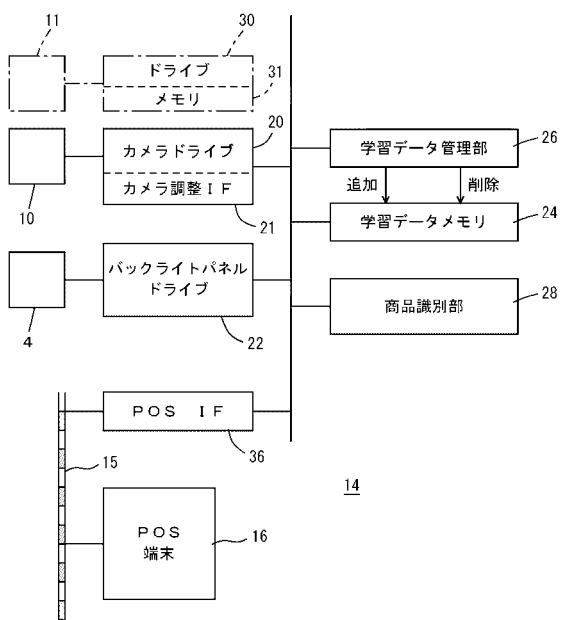 11
30
ドライブ
31
メモリ
20
カメラドライブ
26
学習データ管理部
カメラ調整IF
追加
削除
10
21
学習データメモリ
24
バックライトパネル
ドライブ
商品識別部
28
4
22
POS IF
36
15
14
POS
端末
16